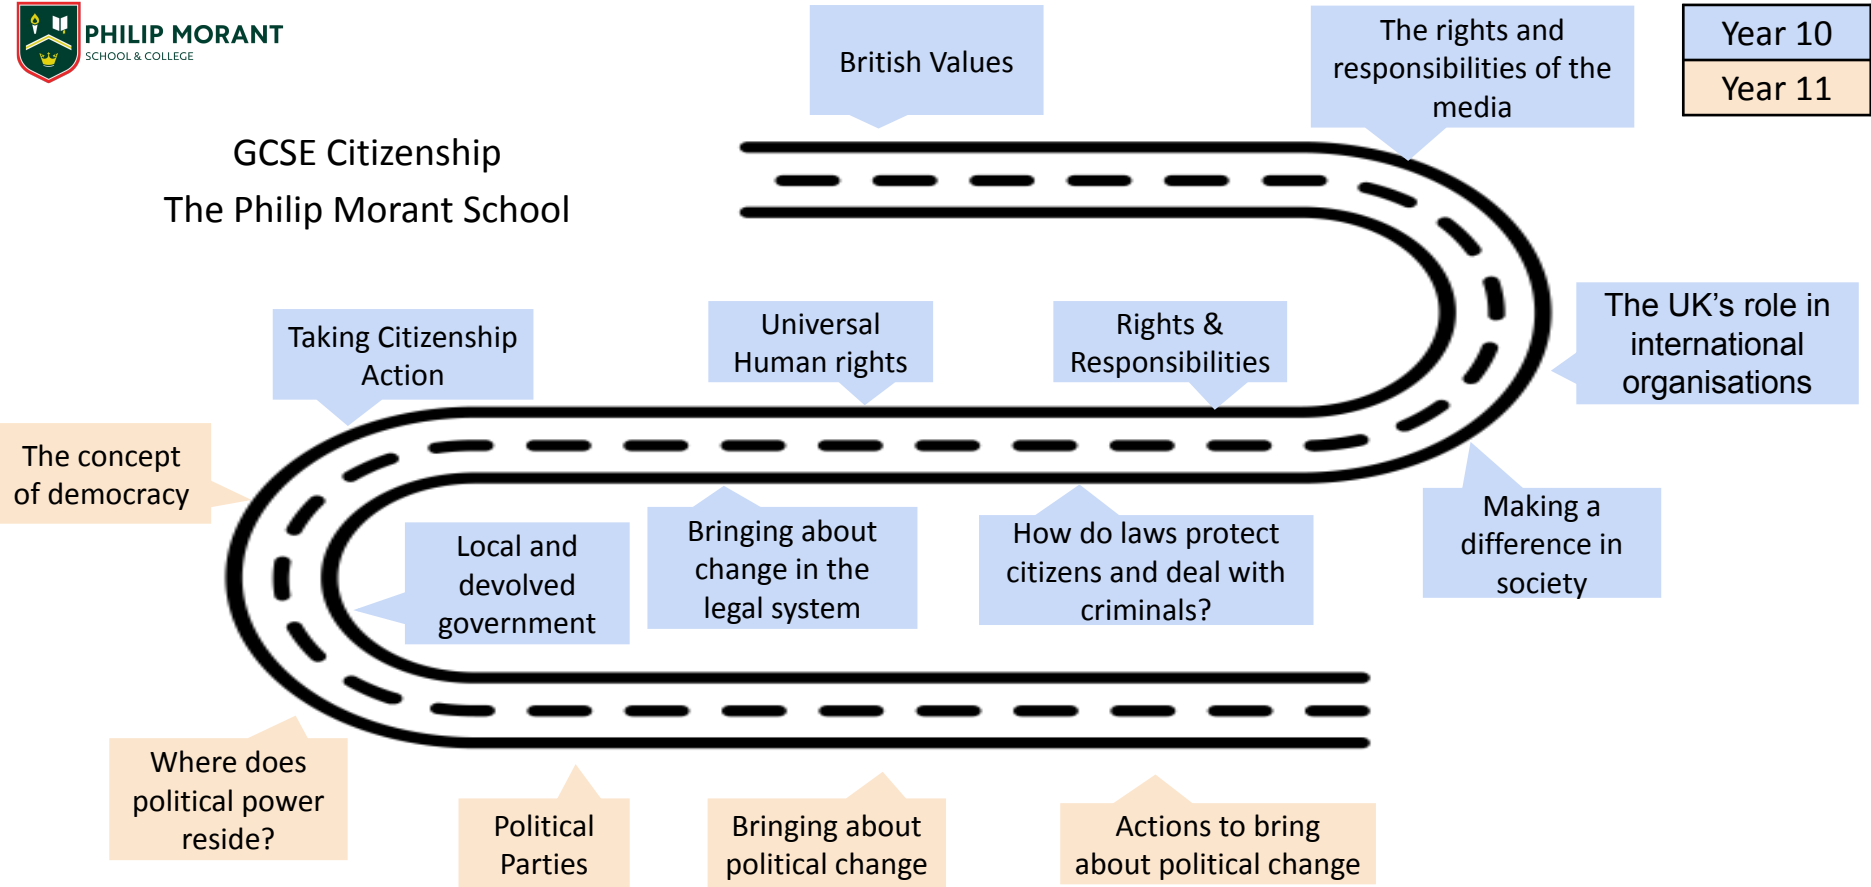 PHILIP MORANT
SCHOOL & COLLEGE
GCSE Citizenship
The Philip Morant School
British Values
The rights and
responsibilities of the
media
Year 10
Year 11
The UK’s role in
international
organisations
Making a
difference in
society
Rights &
Responsibilities
How do laws protect
citizens and deal with
criminals?
Universal
Human rights
Bringing about
change in the
legal system
Taking Citizenship
Action
The concept
of democracy
Local and
devolved
government
Where does
political power
reside?
Political
Parties
Bringing about
political change
Actions to bring
about political change